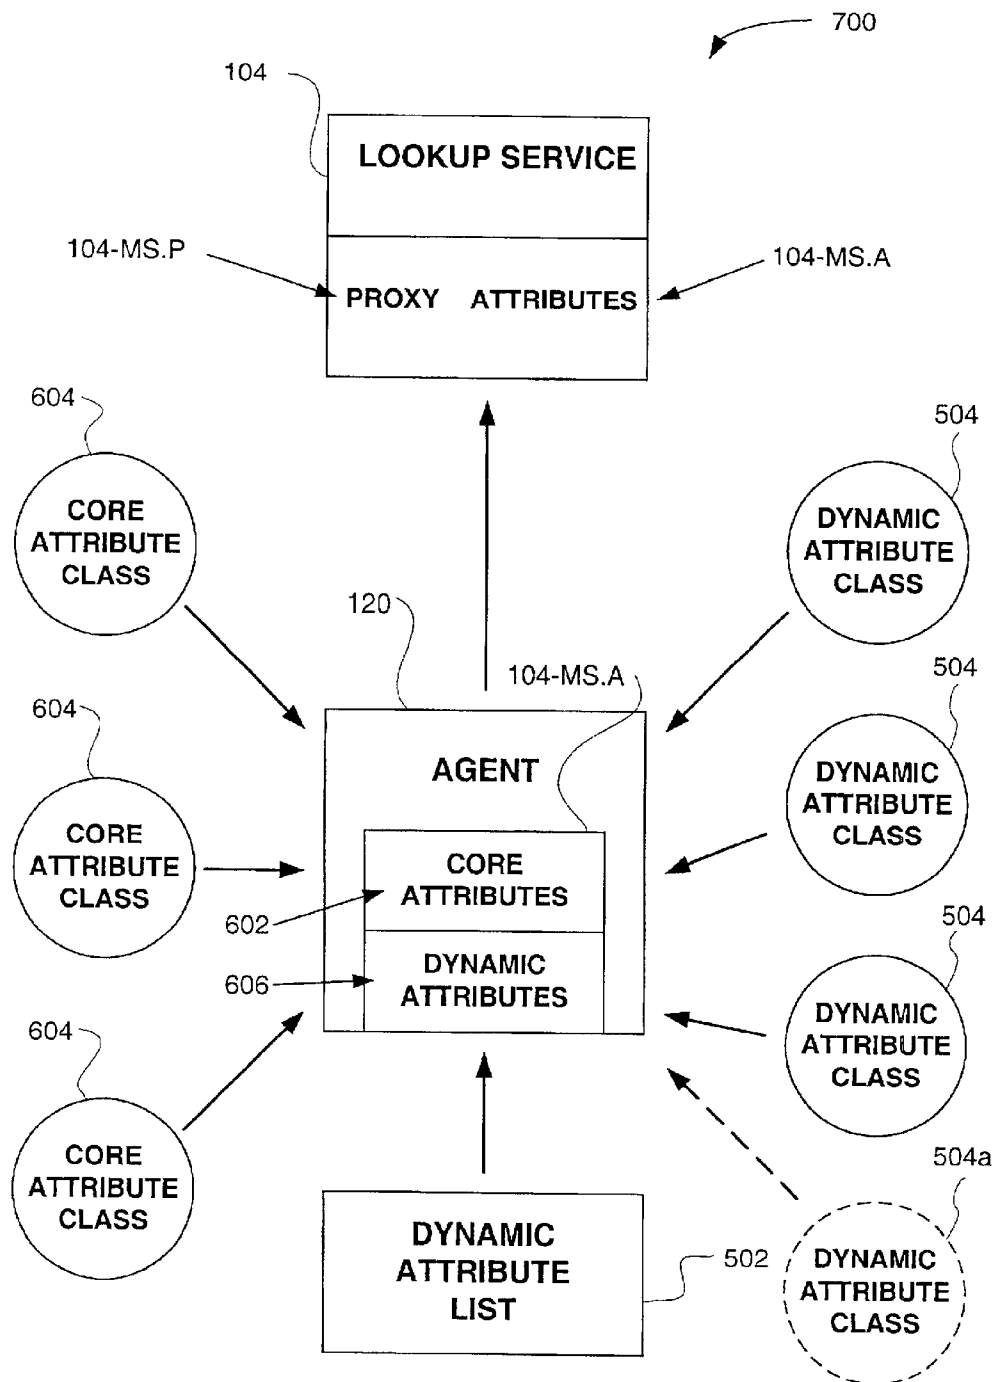 700
104
LOOKUP SERVICE
104-MS.P
104-MS.A
PROXY ATTRIBUTES
604
CORE
ATTRIBUTE
CLASS
504
DYNAMIC
ATTRIBUTE
CLASS
120
104-MS.A
604
CORE
ATTRIBUTE
CLASS
504
DYNAMIC
ATTRIBUTE
CLASS
AGENT
CORE
ATTRIBUTES
602
DYNAMIC
ATTRIBUTES
606
504
DYNAMIC
ATTRIBUTE
CLASS
604
CORE
ATTRIBUTE
CLASS
DYNAMIC
ATTRIBUTE
LIST
502
504a
DYNAMIC
ATTRIBUTE
CLASS